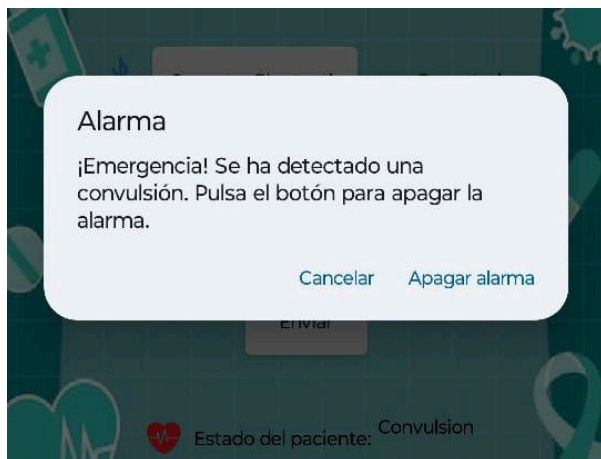 Alarma
¡Emergencia! Se ha detectado una
convulsión. Pulsa el botón para apagar la
alarma.
Cancelar Apagar alarma
Enviar
Estado del paciente: Convulsion